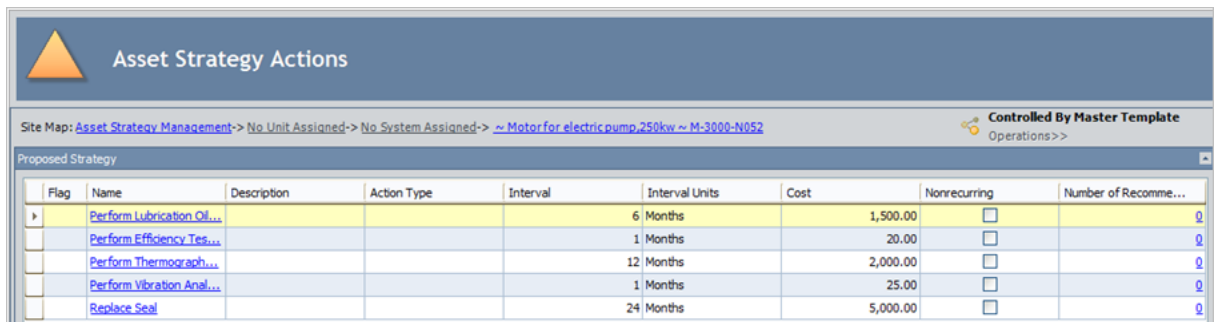 Asset Strategy Actions
Site Map: Asset Strategy Management-> No Unit Assigned-> No System Assigned-> ~ Motor for electric pump,250kw ~ M-3000-N052
Controlled By Master Template
Operations>>
Proposed Strategy
Flag Name Description Action Type Interval Interval Units Cost Nonrecurring Number of Recomme...
Perform Lubrication Oil... 6 Months 1,500.00 0
Perform Efficiency Tes... 1 Months 20.00 0
Perform Thermograph... 12 Months 2,000.00 0
Perform Vibration Anal... 1 Months 25.00 0
Replace Seal 24 Months 5,000.00 0